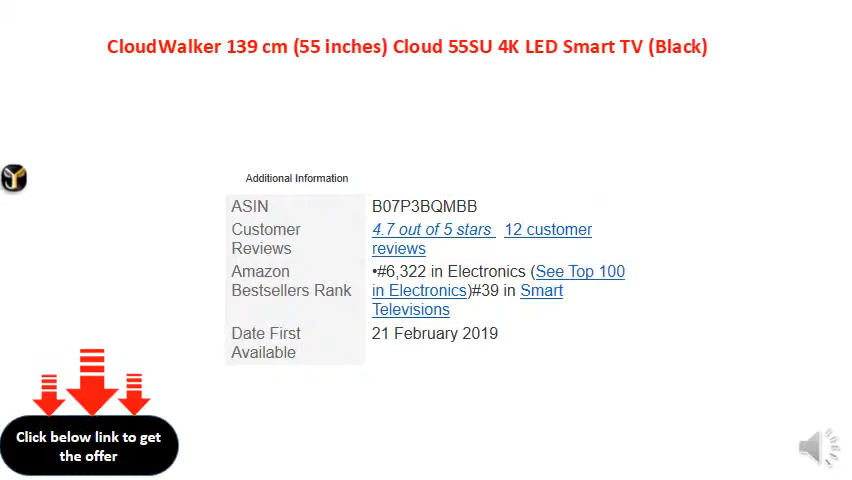 CloudWalker 139 cm (55 inches) Cloud 55SU 4K LED Smart TV (Black)
Additional Information
ASIN B07P3BQMBB
Customer 4.7 out of 5 stars 12 customer
Reviews reviews
Amazon •#6,322 in Electronics (See Top 100
Bestsellers Rank in Electronics)#39 in Smart
Televisions
Date First 21 February 2019
Available
Click below link to get
the offer